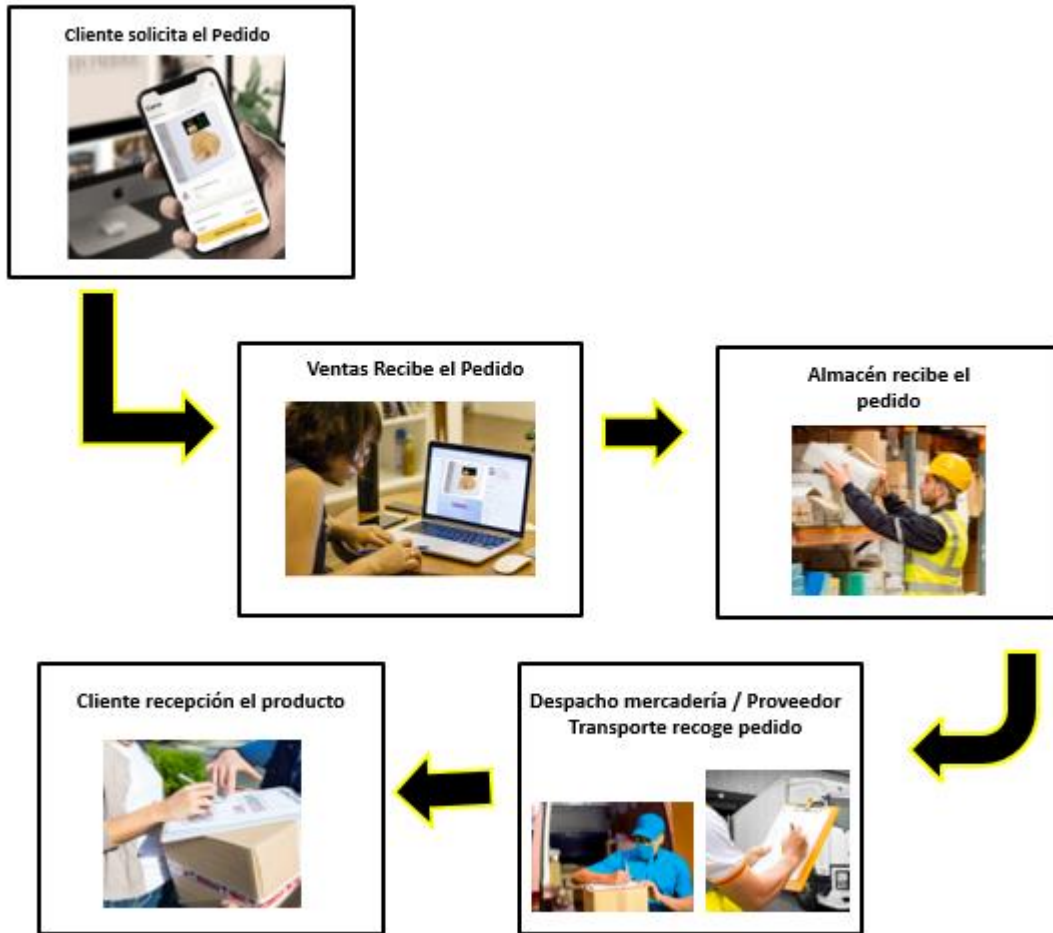 Cliente solicita el Pedido
Ventas Recibe el Pedido
Almacén recibe el
pedido
Despacho mercadería / Proveedor
Transporte recoge pedido
Cliente recepción el producto